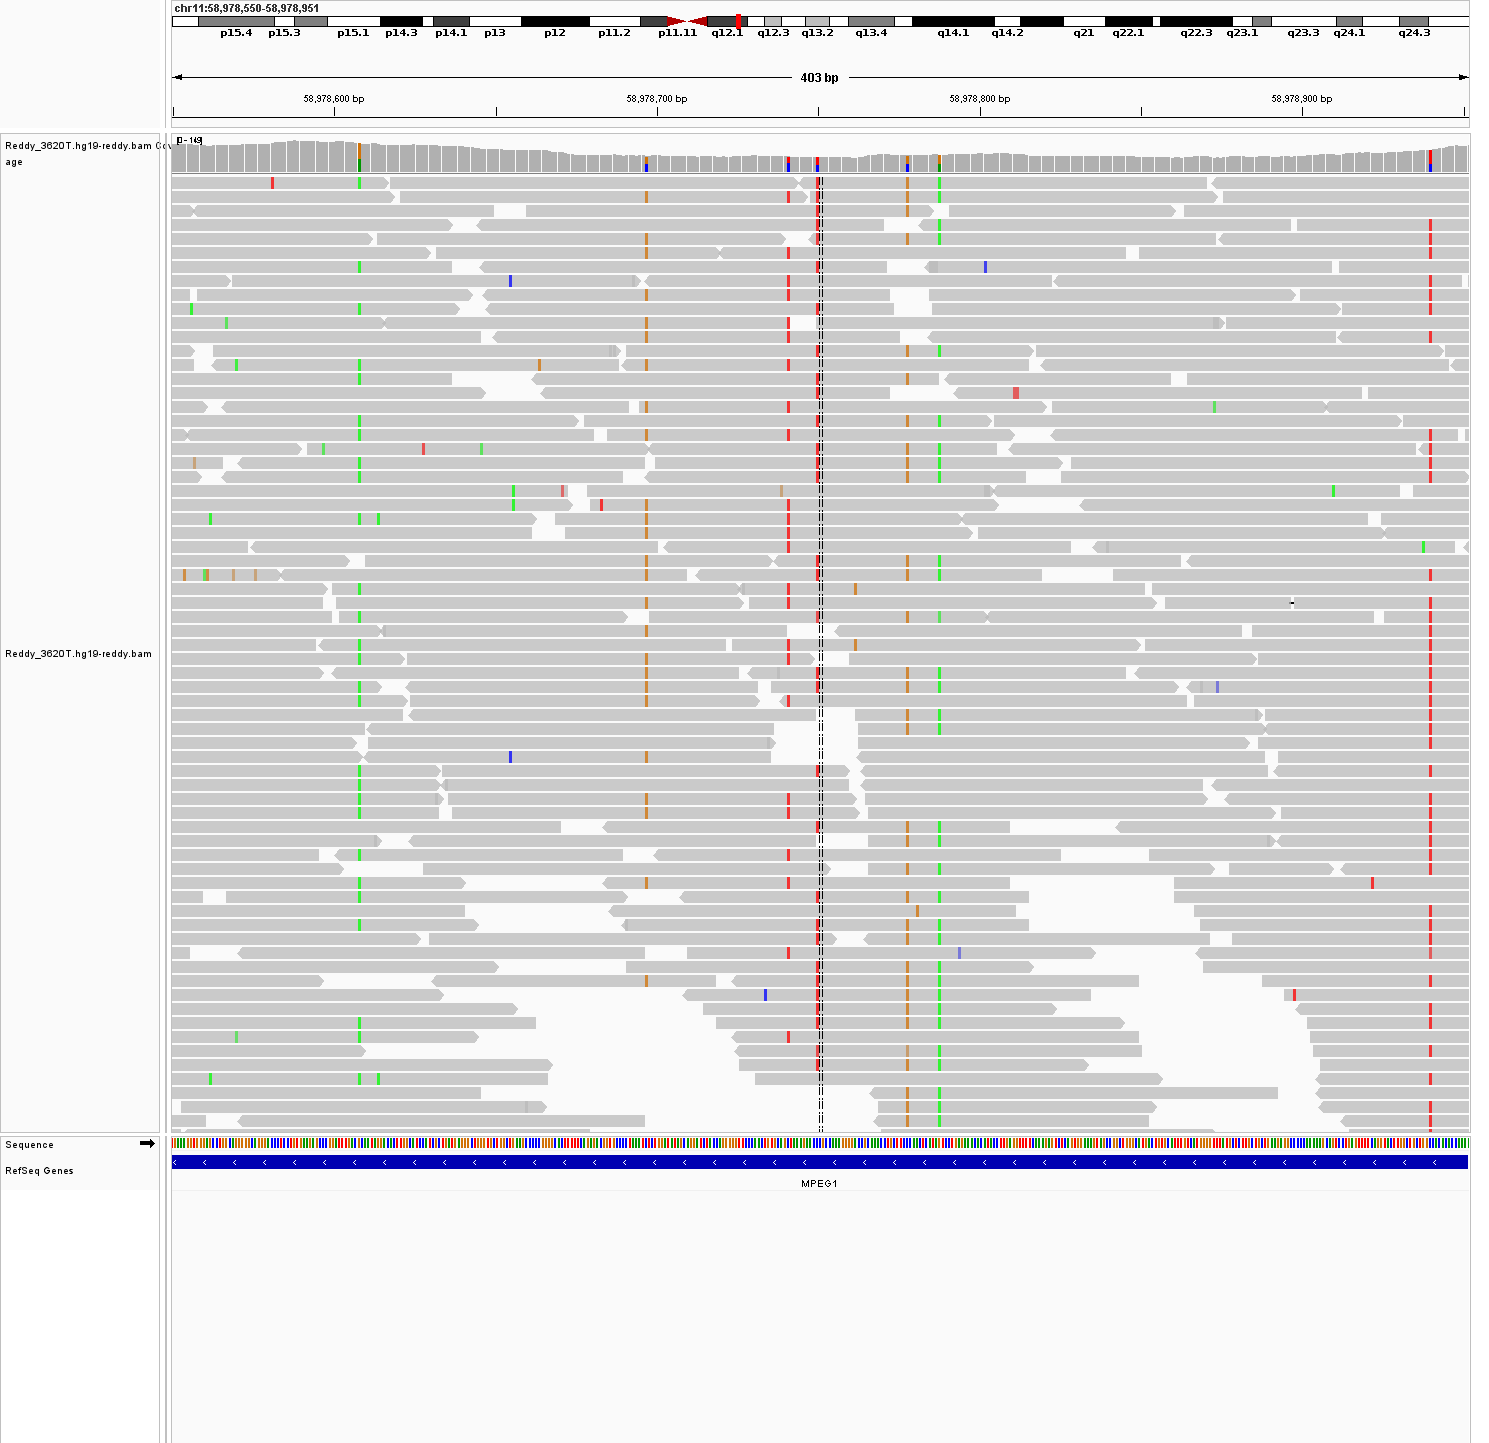 chr11:58,978,550-58,978,951
p15.4 p15.3 p15.1 p14.3 p14.1 p13 p12 p11.2 p11.11 q12.1 q12.3 q13.2 q13.4 q14.1 q14.2 q21 q22.1 q22.3 q23.1 q23.3 q24.1 q24.3
403 bp
58,978,600 bp 58,978,700 bp 58,978,800 bp 58,978,900 bp
Reddy_3620T.hg19-reddy.bam Cov
age
Reddy_3620T.hg19-reddy.bam
Sequence
RefSeq Genes
MPEG1